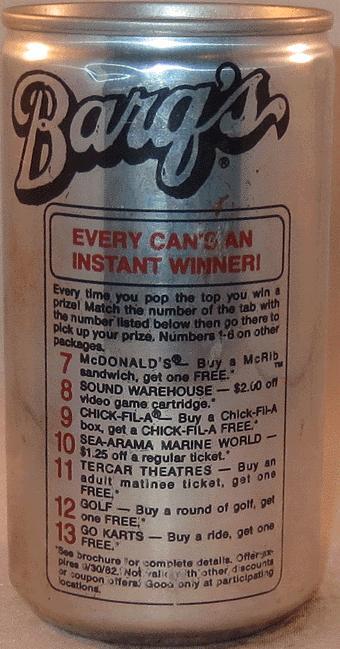 Barq's®
EVERY CAN'S AN
INSTANT WINNER!
Every time you pop the top you win a
prize! Match the number of the tab with
the number listed below then go there to
pick up your prize. Numbers 1-6 on other
packages.
7 McDONALD'S® — Buy a McRib™
sandwich, get one FREE.*
8 SOUND WAREHOUSE — $2.00 off
video game cartridge.*
9 CHICK-FIL-A® — Buy a Chick-Fil-A
box, get a CHICK-FIL-A FREE.*
10 SEA-ARAMA MARINE WORLD —
$1.25 off a regular ticket.*
11 TERCAR THEATRES — Buy an
adult matinee ticket, get one
FREE.*
12 GOLF — Buy a round of golf, get
one FREE.*
13 GO KARTS — Buy a ride, get one
FREE.*
*See brochure for complete details. Offer ex-
pires 9/30/82. Not valid with other discounts
or coupon offers. Good only at participating
locations.